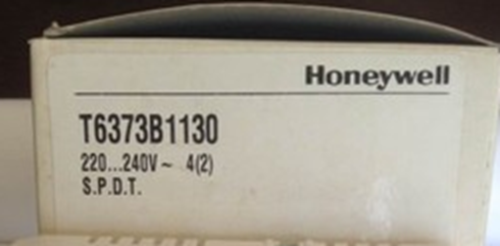 Honeywell
T6373B1130
220...240V~ 4(2)
S.P.D.T.